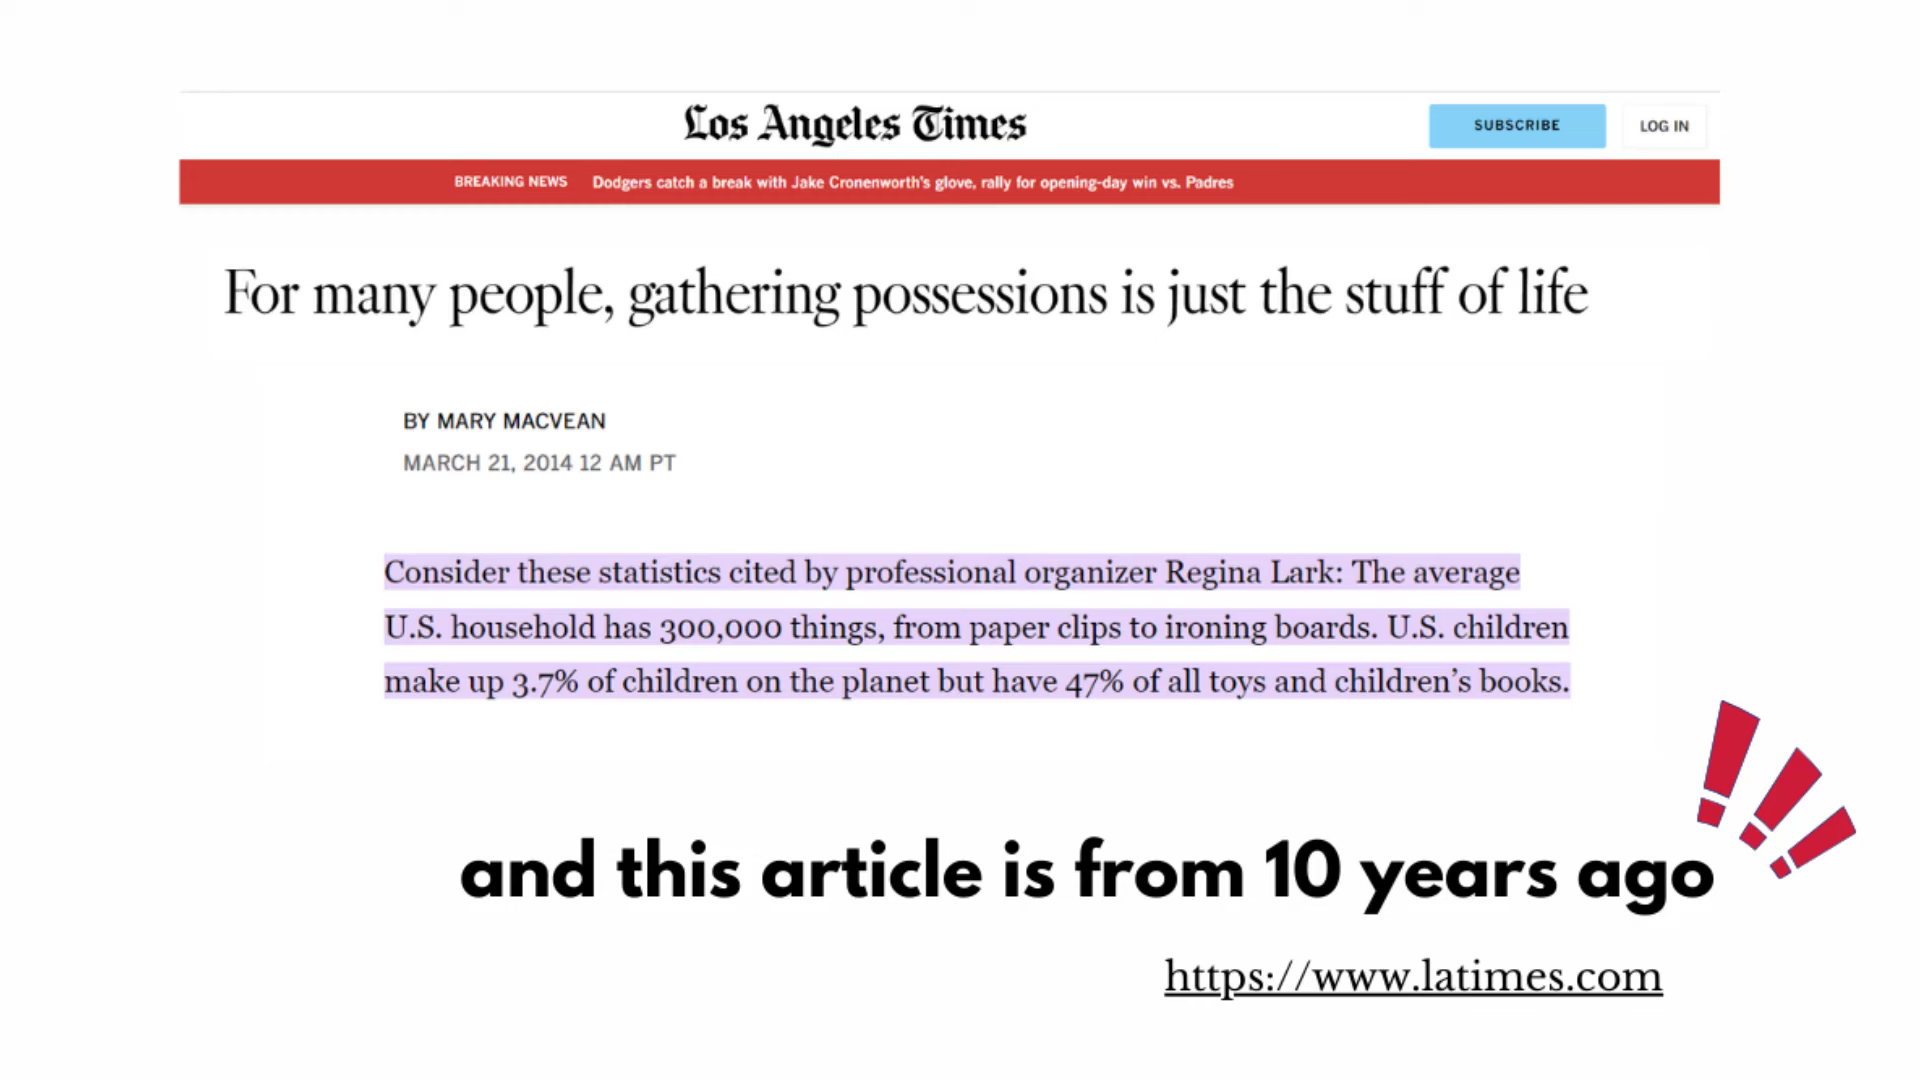 Los Angeles Times
SUBSCRIBE
LOG IN
BREAKING NEWS Dodgers catch a break with Jake Cronenworth's glove, rally for opening-day win vs. Padres
For many people, gathering possessions is just the stuff of life
BY MARY MACVEAN
MARCH 21, 2014 12 AM PT
Consider these statistics cited by professional organizer Regina Lark: The average
U.S. household has 300,000 things, from paper clips to ironing boards. U.S. children
make up 3.7% of children on the planet but have 47% of all toys and children’s books.
and this article is from 10 years ago
https://www.latimes.com